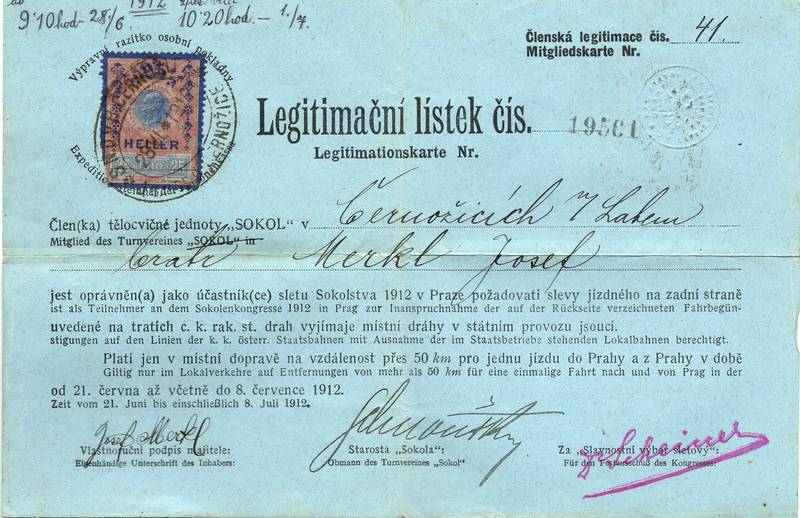 9·10 hod - 28/6 1912
10·20 hod. - 1./7.
Výpravní razítko osobní pokladny
HELLER
Členská legitimace čís. 41.
Mitgliedskarte Nr.
Legitimační lístek čís. 19561
Legitimationskarte Nr.
Člen(ka) tělocvičné jednoty „SOKOL" v Černožicích n/Labem
Mitglied des Turnvereines „SOKOL" in
bratr Merkl Josef
jest oprávněn(a) jako účastník(ce) sletu Sokolstva 1912 v Praze požadovati slevy jízdného na zadní straně
ist als Teilnehmer an dem Sokolenkongresse 1912 in Prag zur Inanspruchnahme der auf der Rückseite verzeichneten Fahrbegün-
uvedené na tratích c. k. rak. st. drah vyjímaje místní dráhy v státním provozu jsoucí.
stigungen auf den Linien der k. k. österr. Staatsbahnen mit Ausnahme der im Staatsbetriebe stehenden Lokalbahnen berechtigt.
Platí jen v místní dopravě na vzdálenost přes 50 km pro jednu jízdu do Prahy a z Prahy v době
Giltig nur im Lokalverkehr auf Entfernungen von mehr als 50 km für eine einmalige Fahrt nach und von Prag in der
od 21. června až včetně do 8. července 1912.
Zeit vom 21. Juni bis einschließlich 8. Juli 1912.
Josef Merkl
Dr Scheiner
Vlastnoruční podpis majitele:
Eigenhändige Unterschrift des Inhabers:
Starosta „Sokola":
Obmann des Turnvereines „Sokol"
Za „Slavnostní výbor sletový":
Für den Festausschuß des Kongresses: